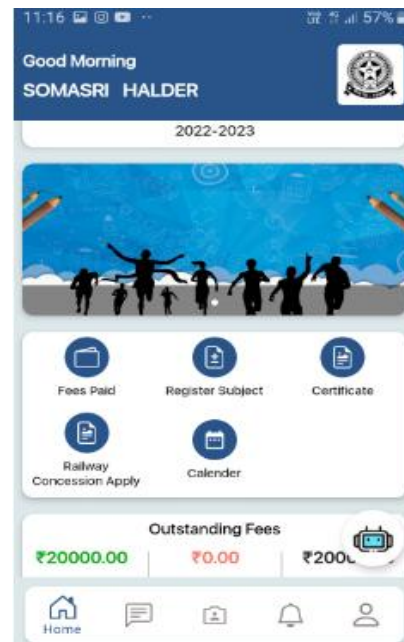 11:16
57%
Good Morning
SOMASRI HALDER
2022-2023
Fees Paid
Register Subject
Certificate
Railway
Concession Apply
Calender
Outstanding Fees
₹20000.00
₹0.00
Home